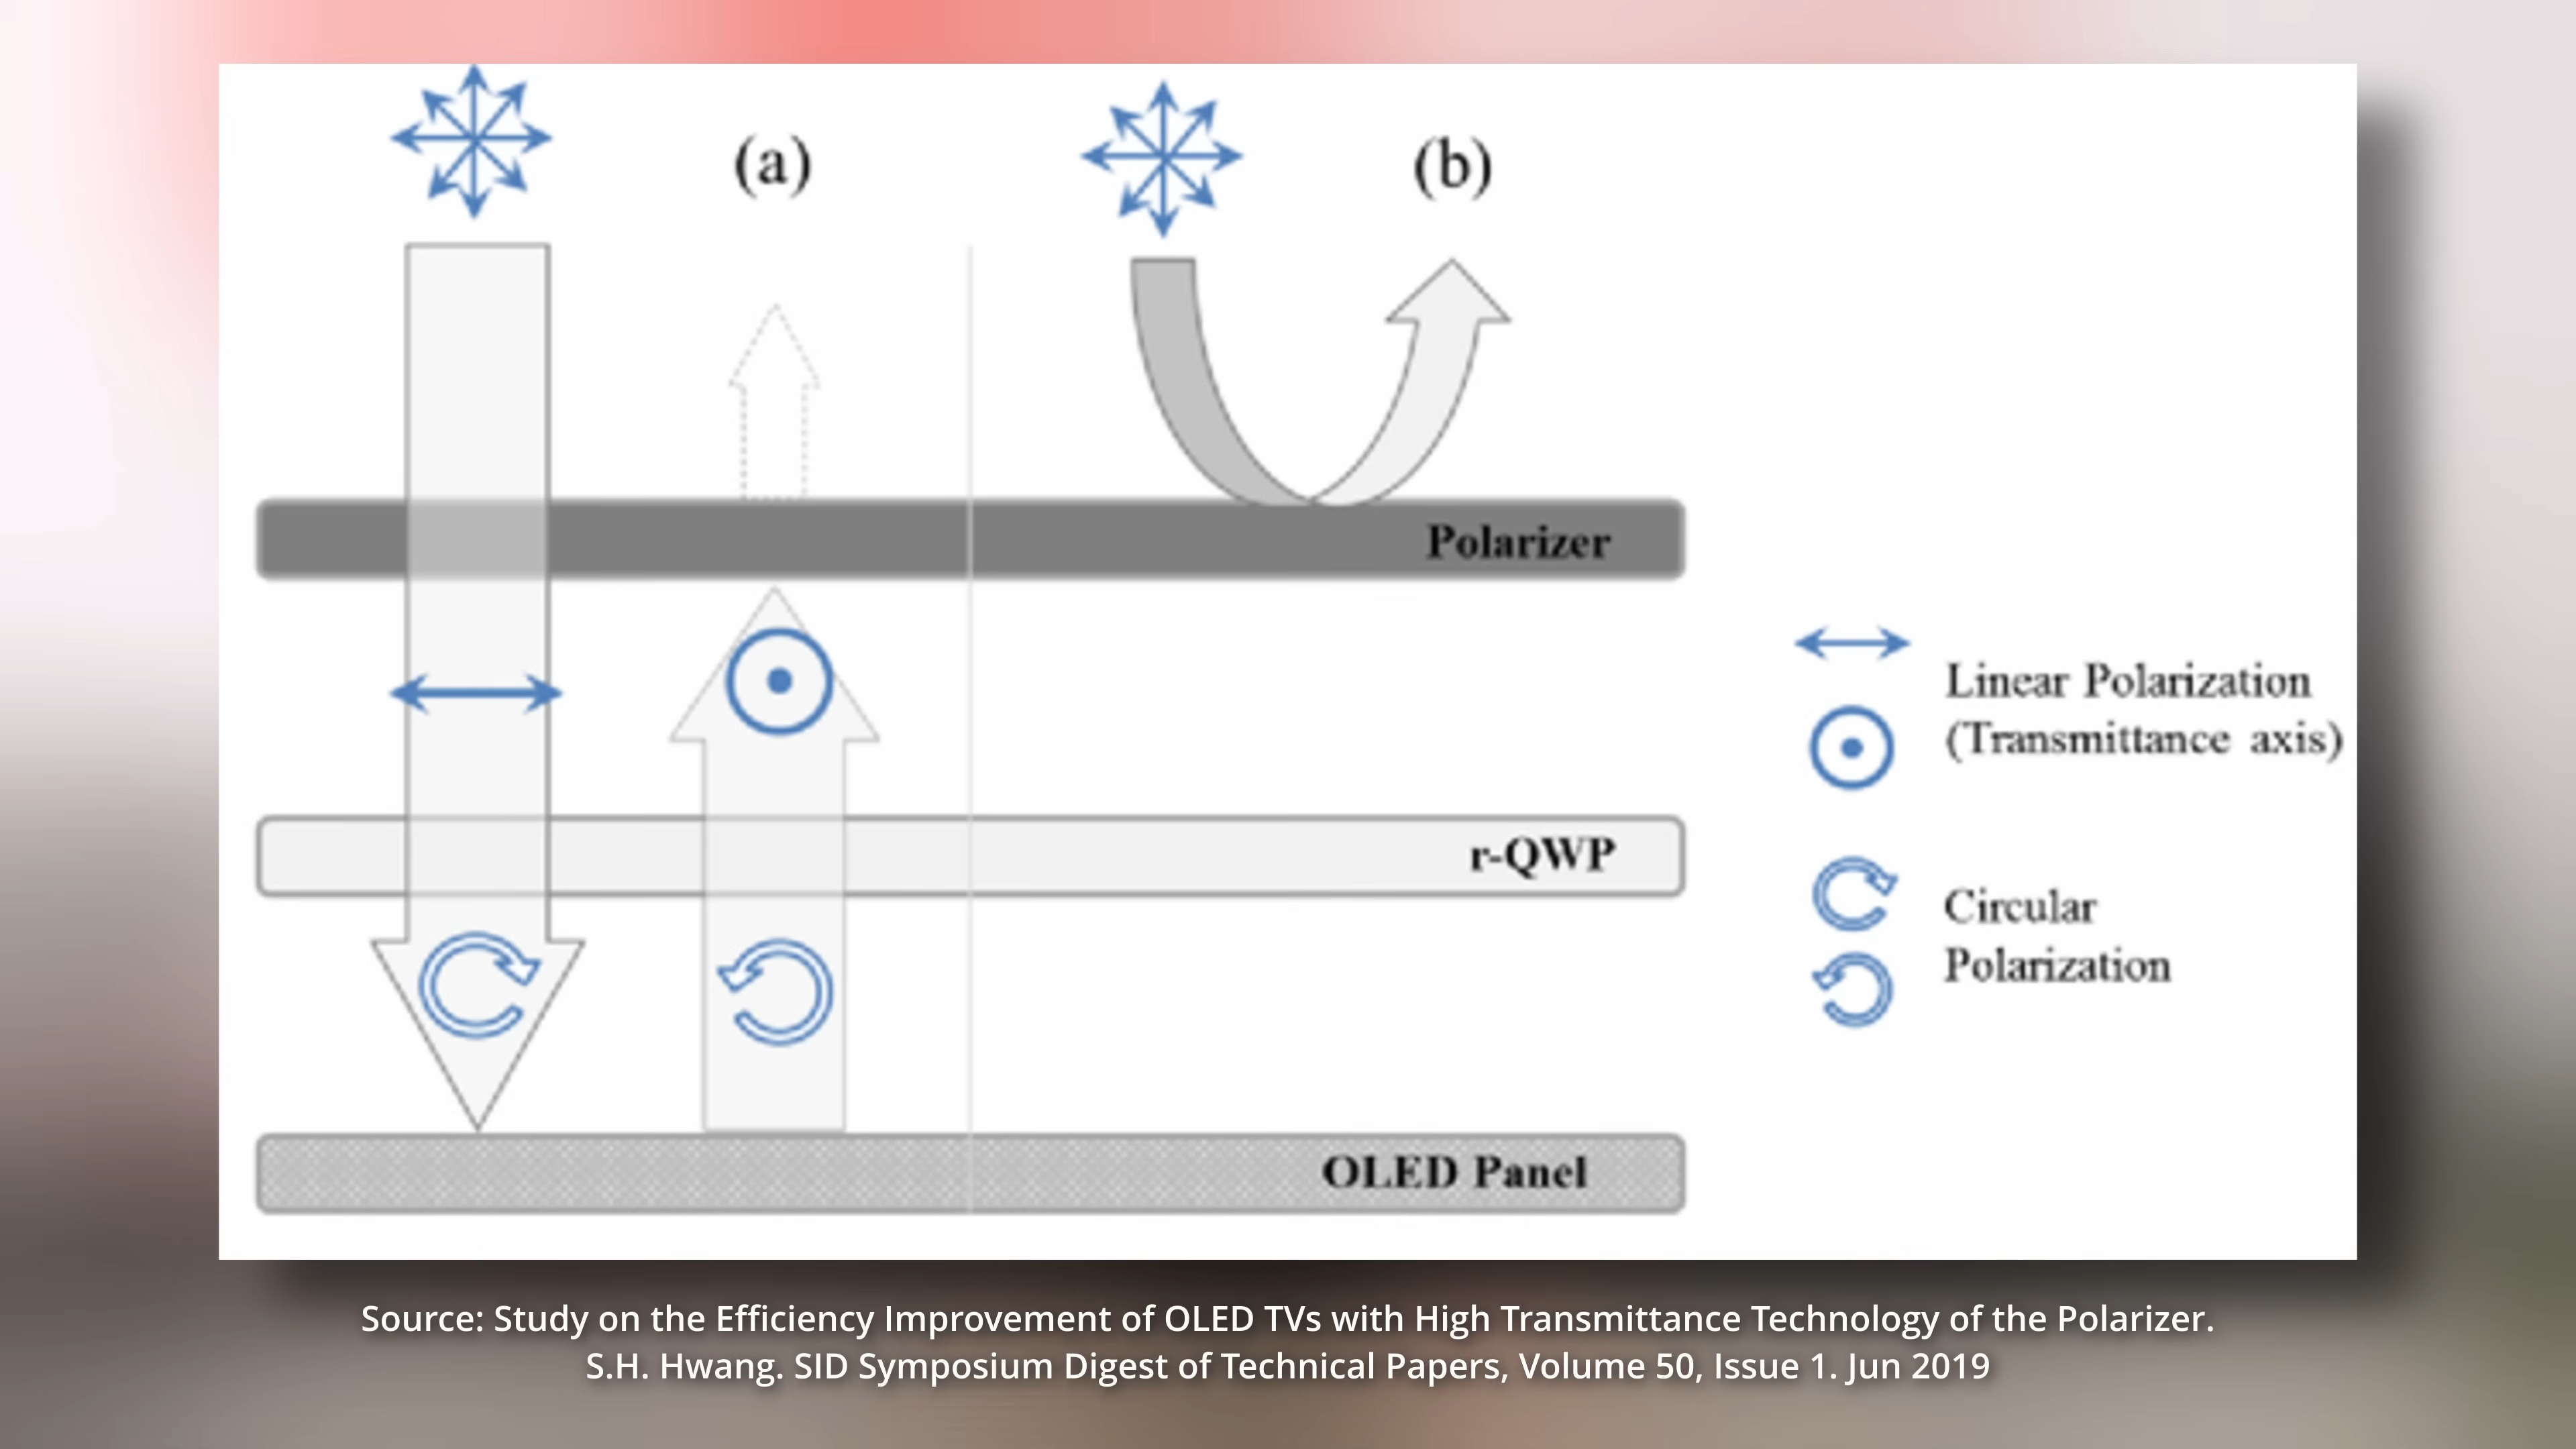 (a)
(b)
Polarizer
Linear Polarization
(Transmittance axis)
r-QWP
Circular
Polarization
OLED Panel
Source: Study on the Efficiency Improvement of OLED TVs with High Transmittance Technology of the Polarizer.
S.H. Hwang. SID Symposium Digest of Technical Papers, Volume 50, Issue 1. Jun 2019